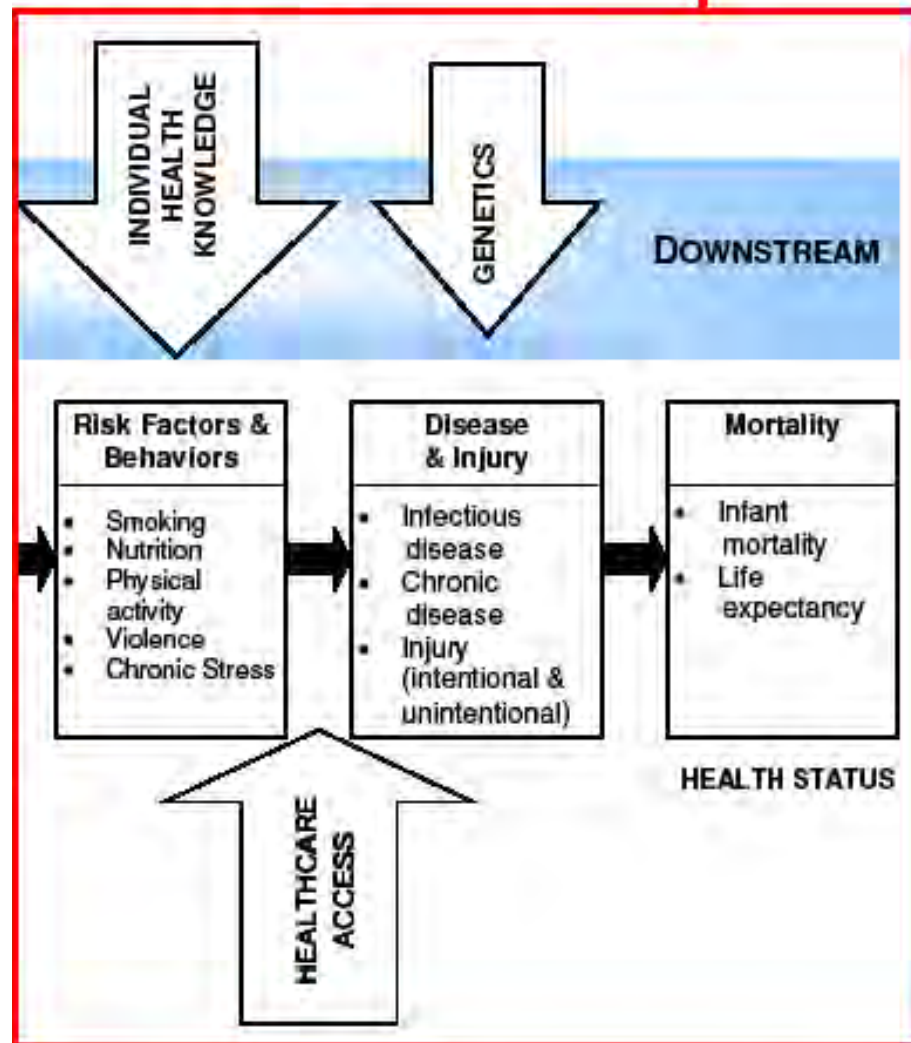 INDIVIDUAL
HEALTH
KNOWLEDGE
GENETICS
DOWNSTREAM
Risk Factors &
Behaviors
• Smoking
• Nutrition
• Physical
activity
• Violence
• Chronic Stress
Disease
& Injury
• Infectious
disease
• Chronic
disease
• Injury
(intentional &
unintentional)
Mortality
• Infant
mortality
• Life
expectancy
HEALTH STATUS
HEALTHCARE
ACCESS